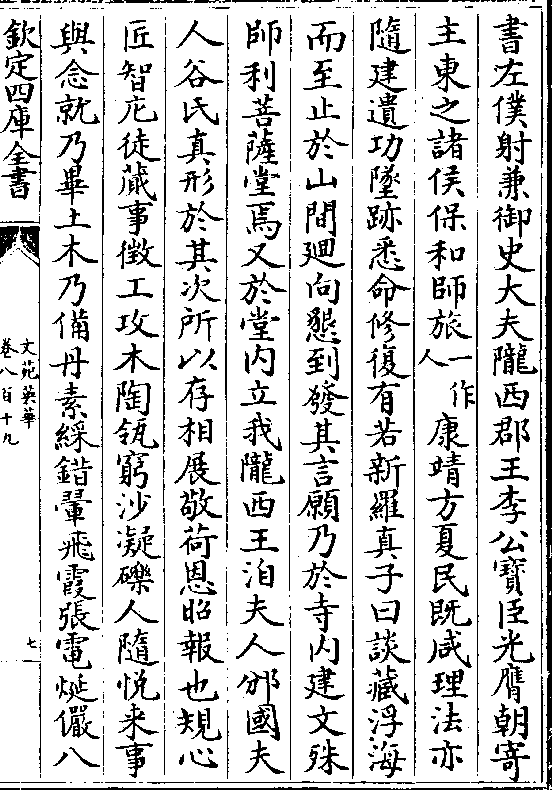 書左僕射兼御史大夫隴西郡王李公寶臣光膺朝寄
主東之諸侯保和師旅一作人康靖方夏民既咸理法亦
隨建遺功墜跡悉命修復有若新羅真子曰談藏浮海
而至止於山間廻向懇到發其言願乃於寺内建文殊
師利菩薩堂焉又於堂内立我隴西王洎夫人邠國夫
人谷氏真形於其次所以存相展敬荷恩昭報也規心
匠智庀徒蕆事徵工攻木陶瓴窮沙凝礫人隨悦来事
與念就乃畢土木乃備丹素綵錯翬飛霞張電烻儼八
欽定四庫全書
文苑英華
卷八百十九
七